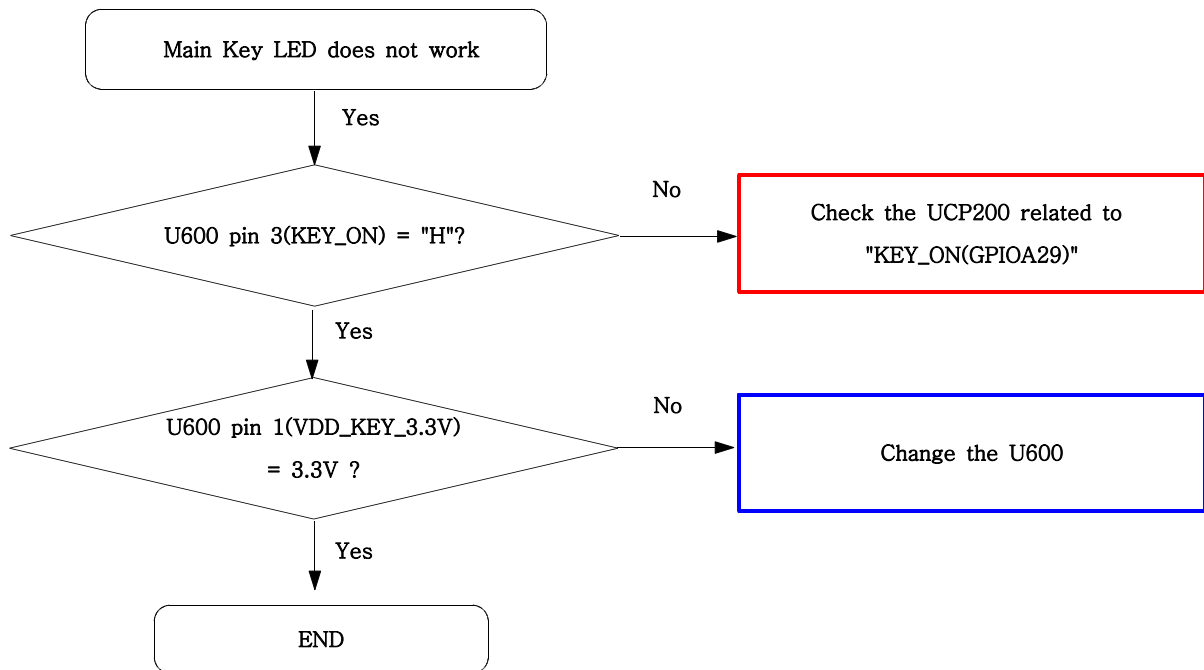 Main Key LED does not work
Yes
U600 pin 3(KEY_ON) = "H"?
No
Check the UCP200 related to
"KEY_ON(GPIOA29)"
Yes
U600 pin 1(VDD_KEY_3.3V)
= 3.3V ?
No
Change the U600
Yes
END